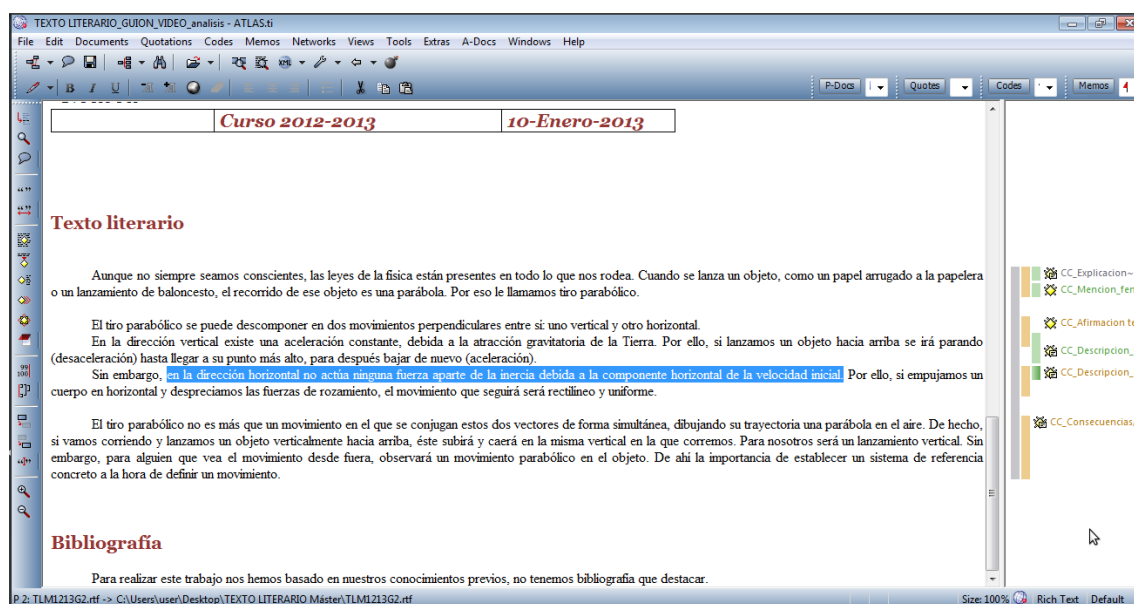 TEXTO LITERARIO_GUION_VIDEO_analisis - ATLAS.ti
File Edit Documents Quotations Codes Memos Networks Views Tools Extras A-Docs Windows Help
B I U P-Docs Quotes Codes Memos
Curso 2012-2013 10-Enero-2013
Texto literario
Aunque no siempre seamos conscientes, las leyes de la física están presentes en todo lo que nos rodea. Cuando se lanza un objeto, como un papel arrugado a la papelera
o un lanzamiento de baloncesto, el recorrido de ese objeto es una parábola. Por eso le llamamos tiro parabólico.
El tiro parabólico se puede descomponer en dos movimientos perpendiculares entre sí: uno vertical y otro horizontal.
En la dirección vertical existe una aceleración constante, debida a la atracción gravitatoria de la Tierra. Por ello, si lanzamos un objeto hacia arriba se irá parando
(desaceleración) hasta llegar a su punto más alto, para después bajar de nuevo (aceleración).
Sin embargo, en la dirección horizontal no actúa ninguna fuerza aparte de la inercia debida a la componente horizontal de la velocidad inicial. Por ello, si empujamos un
cuerpo en horizontal y despreciamos las fuerzas de rozamiento, el movimiento que seguirá será rectilíneo y uniforme.
El tiro parabólico no es más que un movimiento en el que se conjugan estos dos vectores de forma simultánea, dibujando su trayectoria una parábola en el aire. De hecho,
si vamos corriendo y lanzamos un objeto verticalmente hacia arriba, éste subirá y caerá en la misma vertical en la que corremos. Para nosotros será un lanzamiento vertical. Sin
embargo, para alguien que vea el movimiento desde fuera, observará un movimiento parabólico en el objeto. De ahí la importancia de establecer un sistema de referencia
concreto a la hora de definir un movimiento.
Bibliografía
Para realizar este trabajo nos hemos basado en nuestros conocimientos previos, no tenemos bibliografía que destacar.
CC_Explicacion~
CC_Mencion_fen
CC_Afirmacion te
CC_Descripcion_
CC_Descripcion_
CC_Consecuencias,
P 2: TLM1213G2.rtf -> C:\Users\user\Desktop\TEXTO LITERARIO Máster\TLM1213G2.rtf Size: 100% Rich Text Default